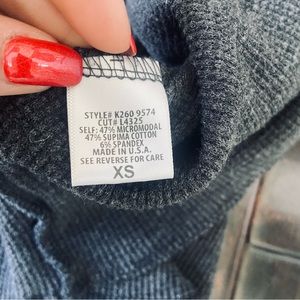 STYLE# K260 9574
CUT# L4325
SELF: 47% MICROMODAL
47% SUPIMA COTTON
6% SPANDEX
MADE IN U.S.A.
SEE REVERSE FOR CARE
XS